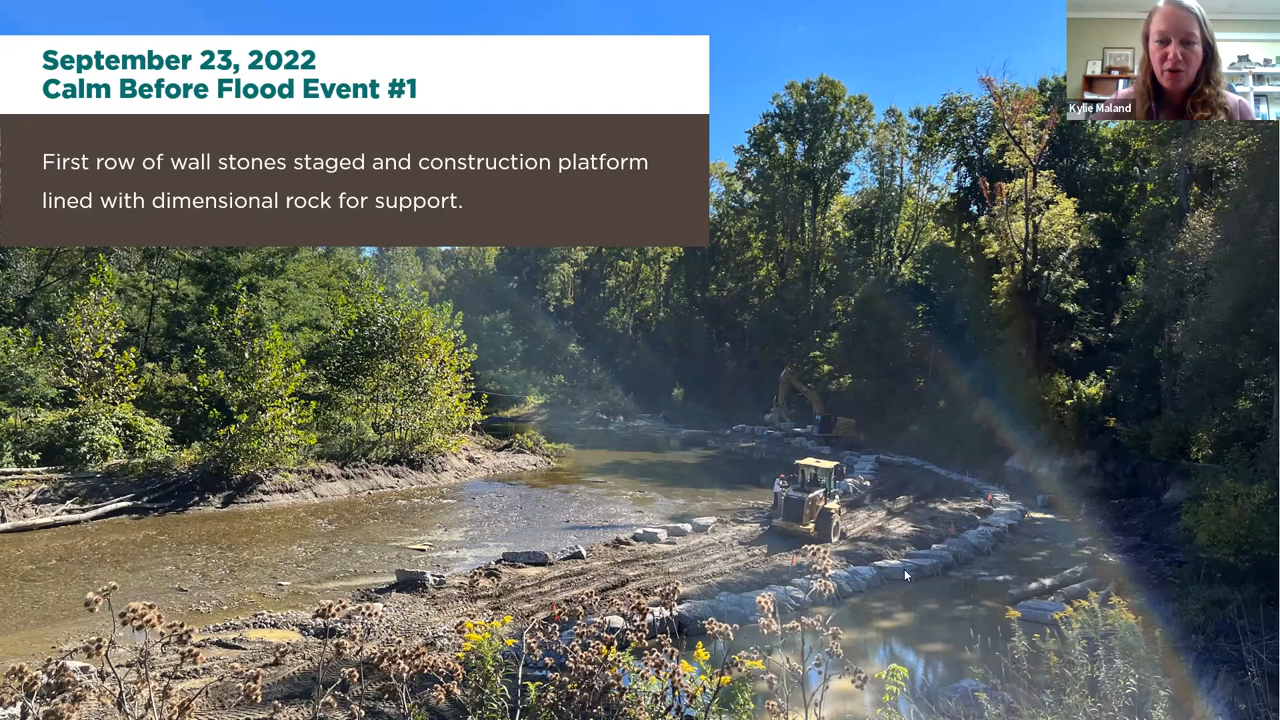 September 23, 2022
Calm Before Flood Event #1
First row of wall stones staged and construction platform
lined with dimensional rock for support.
Kylie Maland